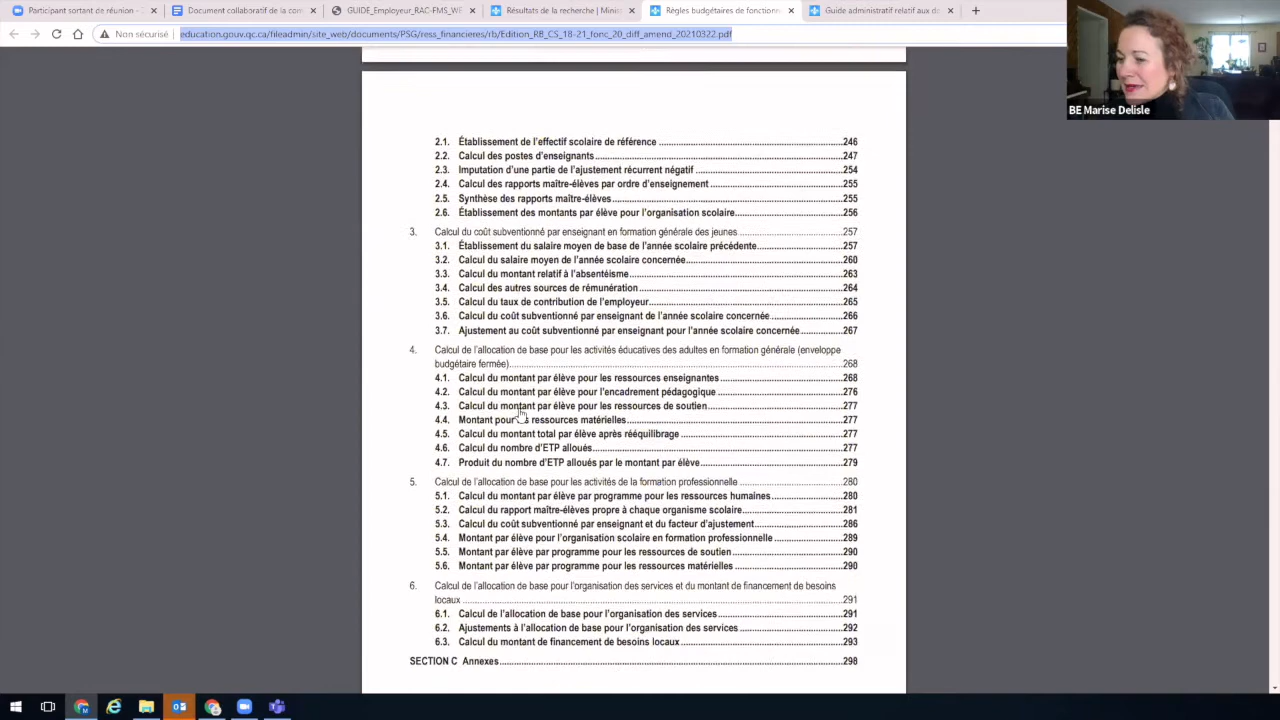 Participant sortant de réunion - Z
Document collaboratif de la com
GUIDE_Employeur_RAC-FMS_WE
Résultats de la recherche | Minis
Règles budgétaires de fonctionn
Guide administratif relatif aux do
Non sécurisé
education.gouv.qc.ca/fileadmin/site_web/documents/PSG/ress_financieres/rb/Edition_RB_CS_18-21_fonc_20_diff_amend_20210322.pdf
BE Marise Delisle
2.1. Établissement de l'effectif scolaire de référence 246
2.2. Calcul des postes d'enseignants 247
2.3. Imputation d'une partie de l'ajustement récurrent négatif 254
2.4. Calcul des rapports maître-élèves par ordre d'enseignement 255
2.5. Synthèse des rapports maître-élèves 255
2.6. Établissement des montants par élève pour l'organisation scolaire 256
3. Calcul du coût subventionné par enseignant en formation générale des jeunes 257
3.1. Établissement du salaire moyen de base de l'année scolaire précédente 257
3.2. Calcul du salaire moyen de l'année scolaire concernée 260
3.3. Calcul du montant relatif à l'absentéisme 263
3.4. Calcul des autres sources de rémunération 264
3.5. Calcul du taux de contribution de l'employeur 265
3.6. Calcul du coût subventionné par enseignant de l'année scolaire concernée 266
3.7. Ajustement au coût subventionné par enseignant pour l'année scolaire concernée 267
4. Calcul de l'allocation de base pour les activités éducatives des adultes en formation générale (enveloppe
budgétaire fermée) 268
4.1. Calcul du montant par élève pour les ressources enseignantes 268
4.2. Calcul du montant par élève pour l'encadrement pédagogique 276
4.3. Calcul du montant par élève pour les ressources de soutien 277
4.4. Montant pour les ressources matérielles 277
4.5. Calcul du montant total par élève après rééquilibrage 277
4.6. Calcul du nombre d'ETP alloués 277
4.7. Produit du nombre d'ETP alloués par le montant par élève 279
5. Calcul de l'allocation de base pour les activités de la formation professionnelle 280
5.1. Calcul du montant par élève par programme pour les ressources humaines 280
5.2. Calcul du rapport maître-élèves propre à chaque organisme scolaire 281
5.3. Calcul du coût subventionné par enseignant et du facteur d'ajustement 286
5.4. Montant par élève pour l'organisation scolaire en formation professionnelle 289
5.5. Montant par élève par programme pour les ressources de soutien 290
5.6. Montant par élève par programme pour les ressources matérielles 290
6. Calcul de l'allocation de base pour l'organisation des services et du montant de financement de besoins
locaux 291
6.1. Calcul de l'allocation de base pour l'organisation des services 291
6.2. Ajustements à l'allocation de base pour l'organisation des services 292
6.3. Calcul du montant de financement de besoins locaux 293
SECTION C Annexes 298